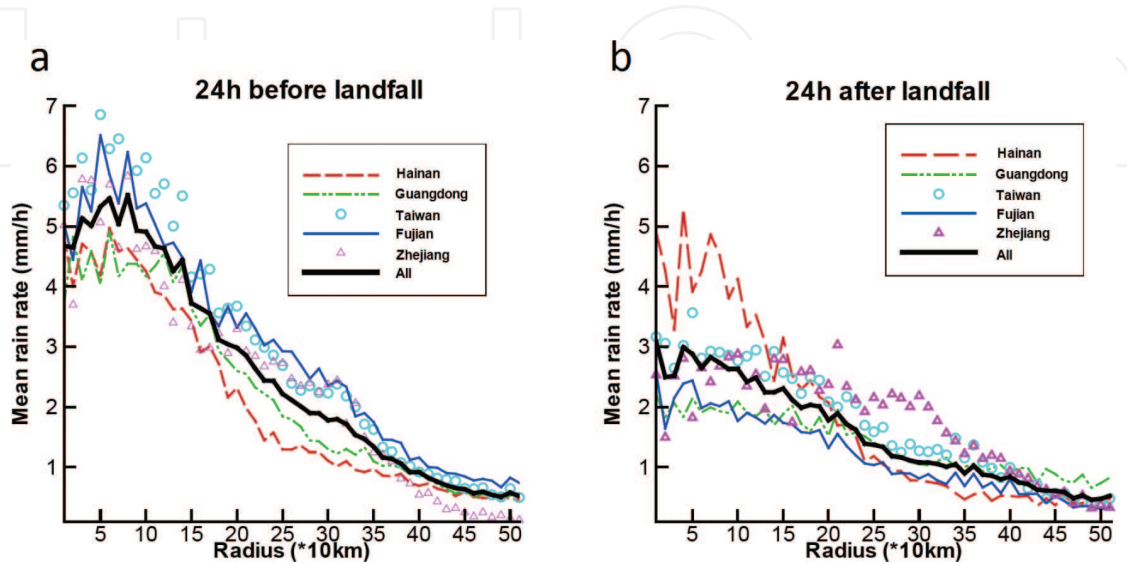 a
24h before landfall
Mean rain rate (mm/h)
7
6
5
4
3
2
1
Hainan
Guangdong
Taiwan
Fujian
Zhejiang
All
5 10 15 20 25 30 35 40 45 50
Radius (*10km)
b
24h after landfall
Mean rain rate (mm/h)
7
6
5
4
3
2
1
Hainan
Guangdong
Taiwan
Fujian
Zhejiang
All
5 10 15 20 25 30 35 40 45 50
Radius (*10km)